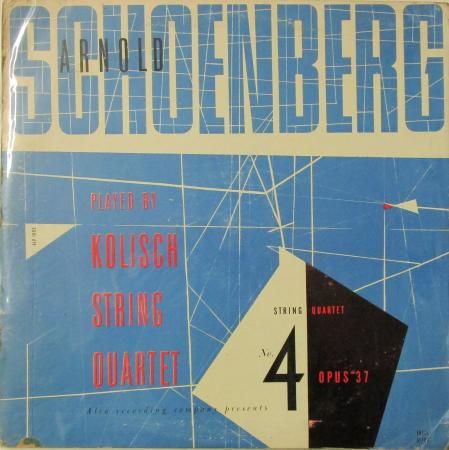 ARNOLD
SCHOENBERG
PLAYED BY
KOLISCH
STRING
QUARTET
STRING QUARTET
No. 4
OPUS 37
Alco recording company presents